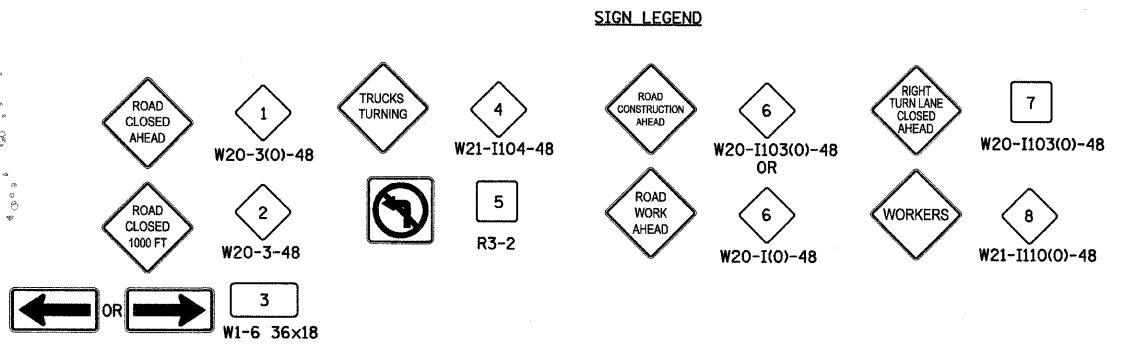 SIGN LEGEND
ROAD
CLOSED
AHEAD
1
W20-3(0)-48
TRUCKS
TURNING
4
W21-I104-48
ROAD
CONSTRUCTION
AHEAD
6
W20-I103(0)-48
OR
RIGHT
TURN LANE
CLOSED
AHEAD
7
W20-I103(0)-48
ROAD
CLOSED
1000 FT
2
W20-3-48
5
R3-2
ROAD
WORK
AHEAD
6
W20-I(0)-48
WORKERS
8
W21-I110(0)-48
OR
3
W1-6 36x18